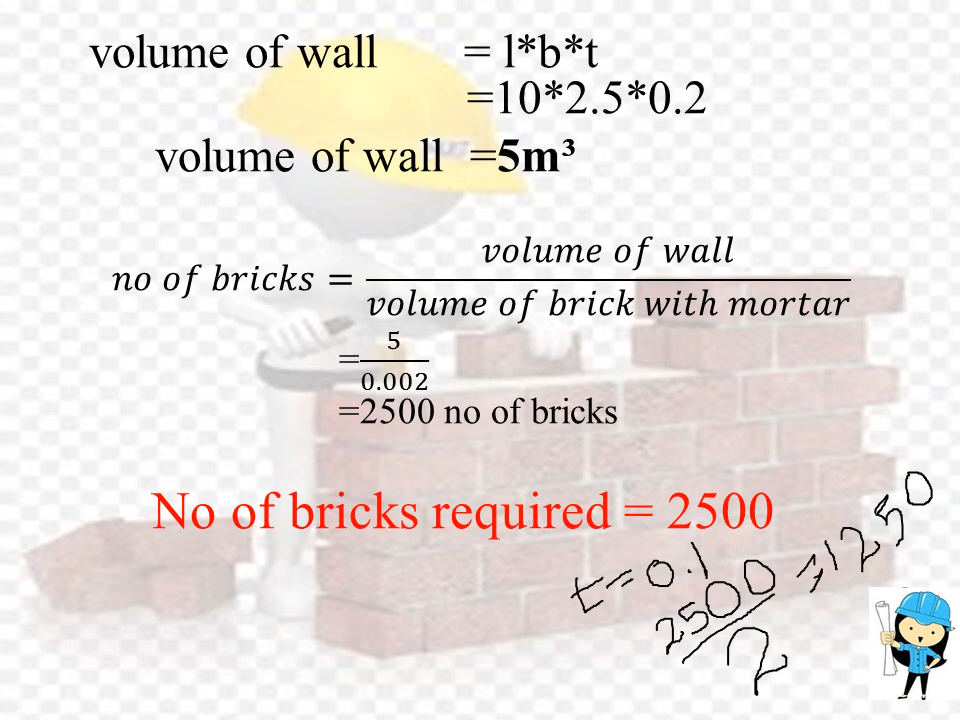 volume of wall = l*b*t
=10*2.5*0.2
volume of wall =5m³
no of bricks = volume of wall / volume of brick with mortar
= 5 / 0.002
=2500 no of bricks
No of bricks required = 2500
t=0.1
2500 / 2 = 1250